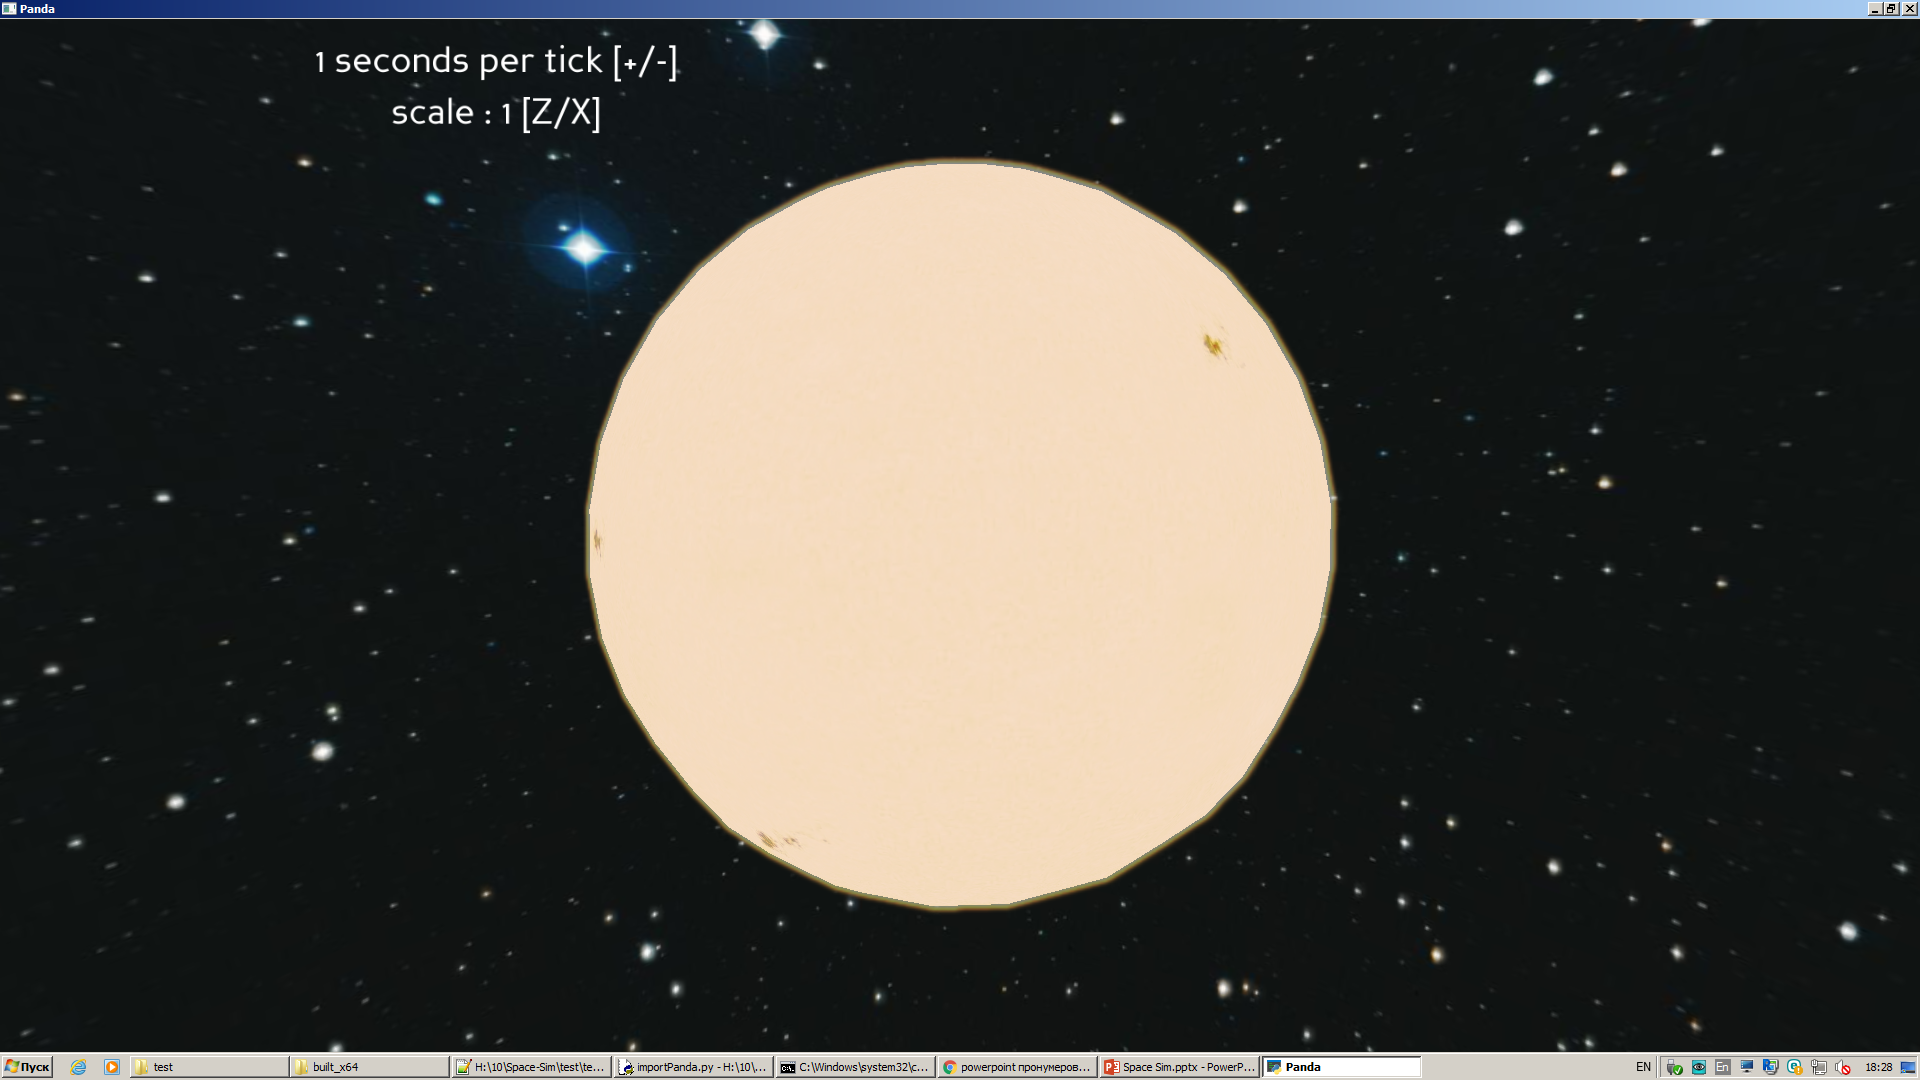 Panda
1 seconds per tick [+/-]
scale : 1 [Z/X]
Пуск
test
built_x64
H:\10\Space-Sim\test\te...
importPanda.py - H:\10\...
C:\Windows\system32\c...
powerpoint пронумеров...
Space Sim.pptx - PowerP...
Panda
EN
En
18:28